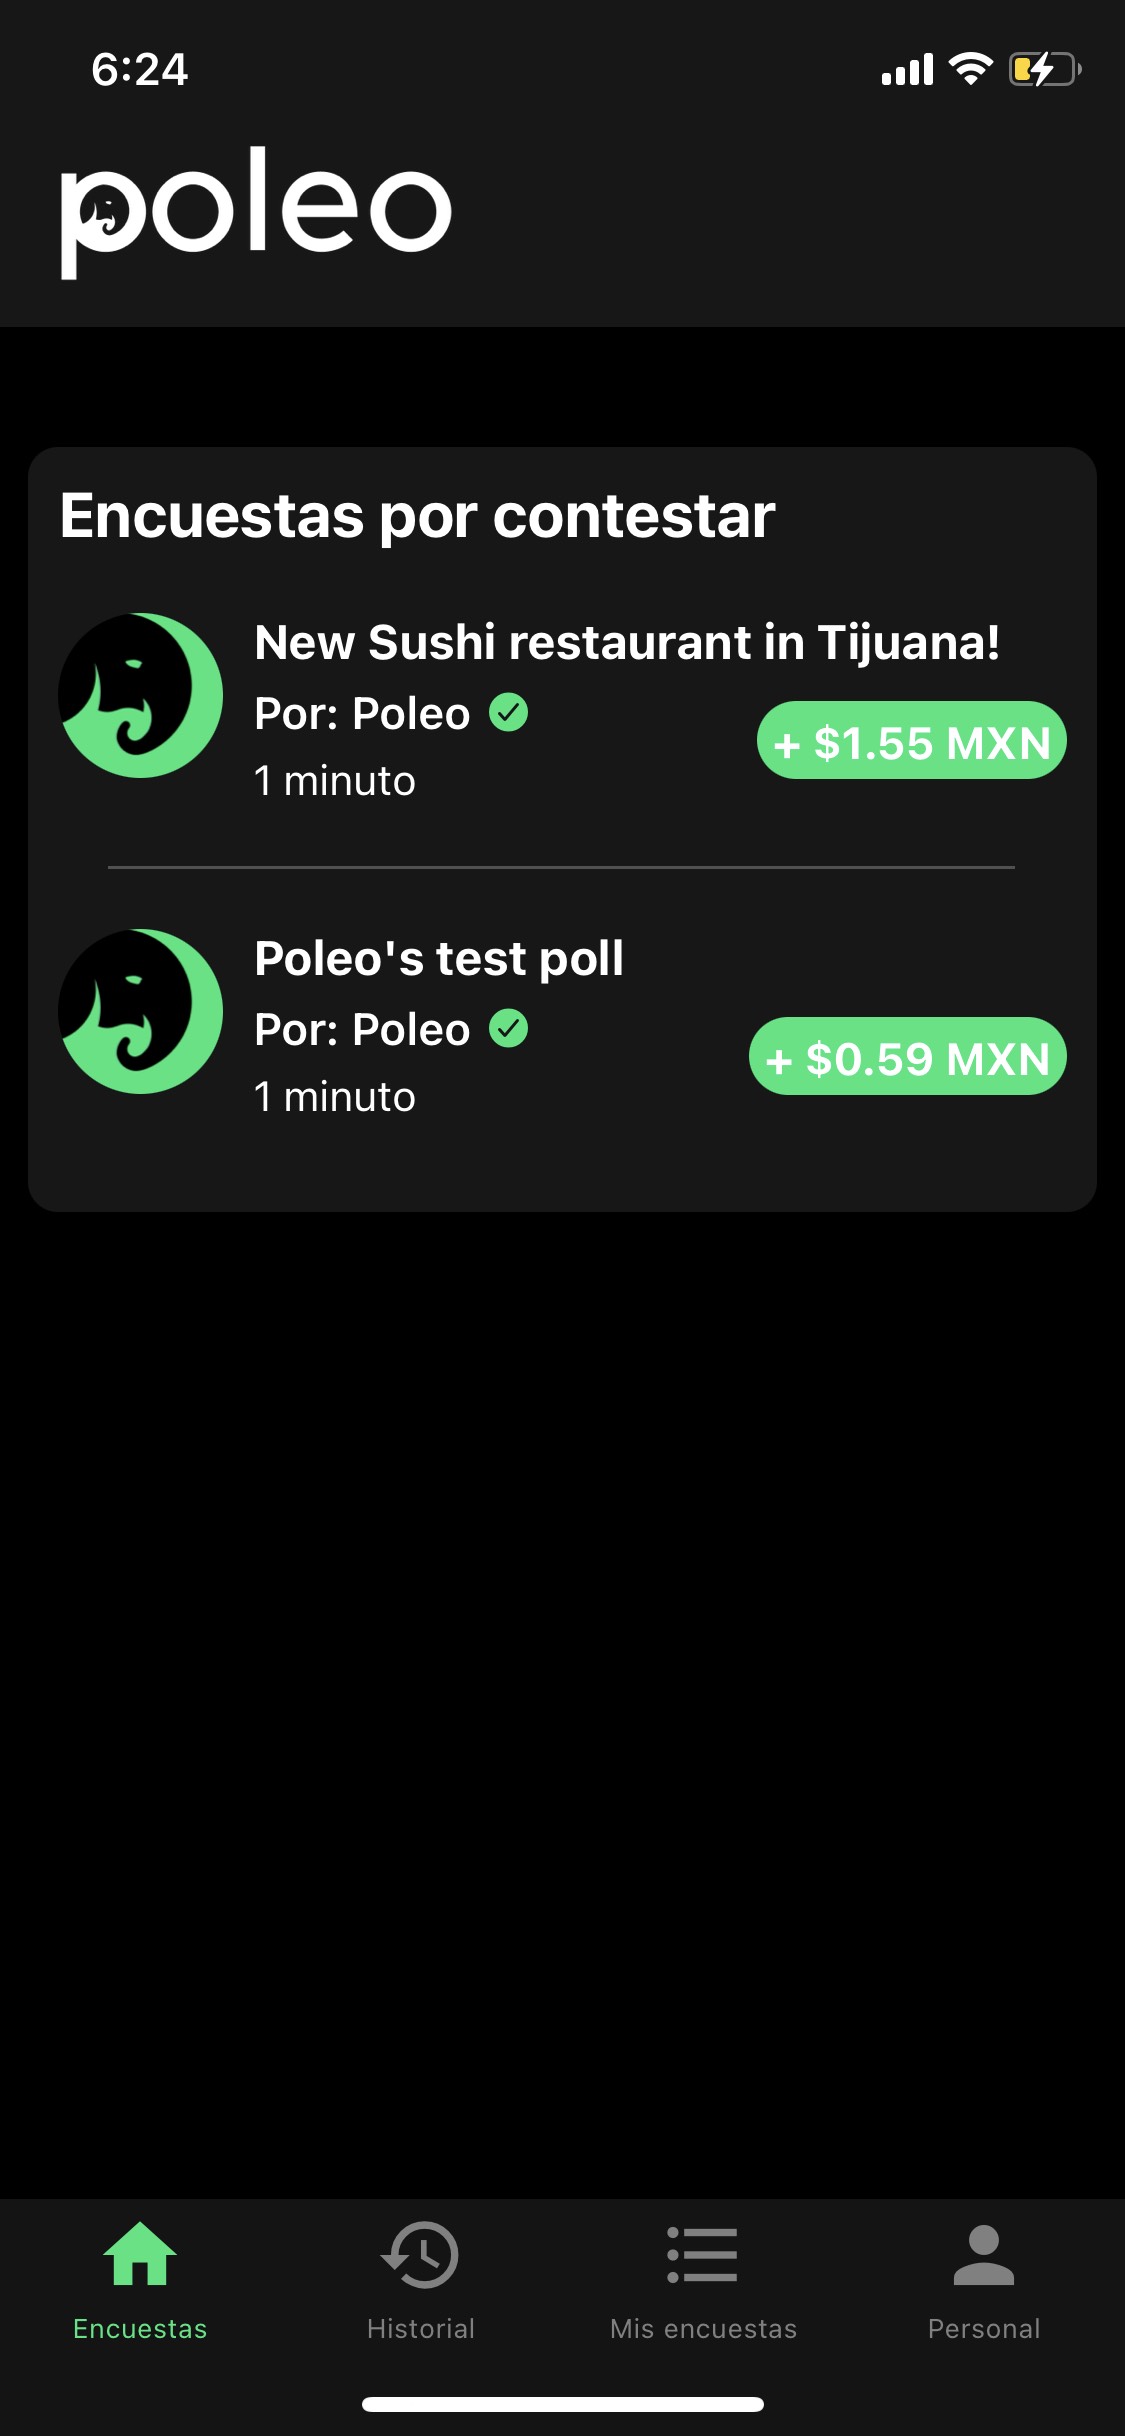 6:24
poleo
Encuestas por contestar
New Sushi restaurant in Tijuana!
Por: Poleo
+ $1.55 MXN
1 minuto
Poleo's test poll
Por: Poleo
+ $0.59 MXN
1 minuto
Encuestas
Historial
Mis encuestas
Personal